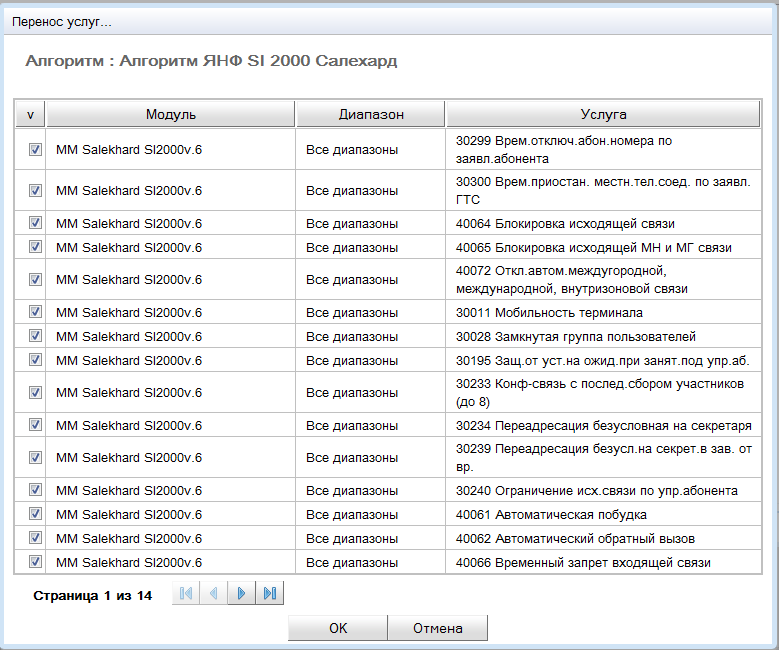 Перенос услуг...
Алгоритм : Алгоритм ЯНФ SI 2000 Салехард
v Модуль Диапазон Услуга
MM Salekhard SI2000v.6 Все диапазоны 30299 Врем.отключ.абон.номера по
заявл.абонента
MM Salekhard SI2000v.6 Все диапазоны 30300 Врем.приостан. местн.тел.соед. по заявл.
ГТС
MM Salekhard SI2000v.6 Все диапазоны 40064 Блокировка исходящей связи
MM Salekhard SI2000v.6 Все диапазоны 40065 Блокировка исходящей МН и МГ связи
MM Salekhard SI2000v.6 Все диапазоны 40072 Откл.автом.междугородной,
международной, внутризоновой связи
MM Salekhard SI2000v.6 Все диапазоны 30011 Мобильность терминала
MM Salekhard SI2000v.6 Все диапазоны 30028 Замкнутая группа пользователей
MM Salekhard SI2000v.6 Все диапазоны 30195 Защ.от уст.на ожид.при занят.под упр.аб.
MM Salekhard SI2000v.6 Все диапазоны 30233 Конф-связь с послед.сбором участников
(до 8)
MM Salekhard SI2000v.6 Все диапазоны 30234 Переадресация безусловная на секретаря
MM Salekhard SI2000v.6 Все диапазоны 30239 Переадресация безусл.на секрет.в зав. от
вр.
MM Salekhard SI2000v.6 Все диапазоны 30240 Ограничение исх.связи по упр.абонента
MM Salekhard SI2000v.6 Все диапазоны 40061 Автоматическая побудка
MM Salekhard SI2000v.6 Все диапазоны 40062 Автоматический обратный вызов
MM Salekhard SI2000v.6 Все диапазоны 40066 Временный запрет входящей связи
Страница 1 из 14
OK Отмена